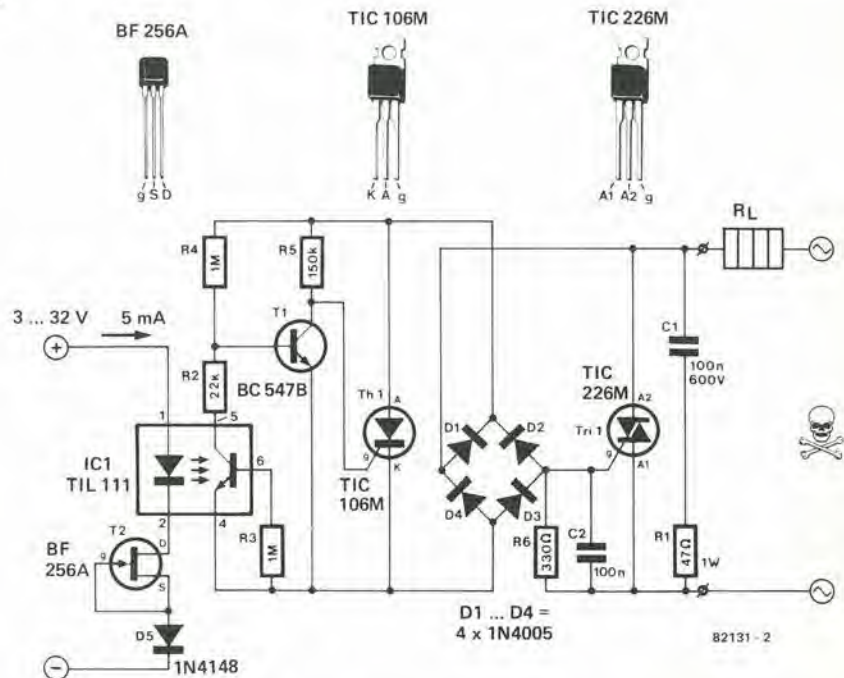 BF 256A
TIC 106M
TIC 226M
g S D
K A g
A1 A2 g
RL
R4
1M
R5
150k
3 ... 32 V
5 mA
T1
R2
22k
BC 547B
C1
100n
600V
TIC
226M
A2
Tri 1
g
A1
Th 1
A
g
K
TIC
106M
D1
D2
D4
D3
1
5
IC1
TIL 111
6
2
4
T2
BF
256A
g
D
S
R3
1M
R6
330Ω
C2
100n
R1
47Ω
1W
D5
1N4148
D1 ... D4 =
4 x 1N4005
82131 - 2